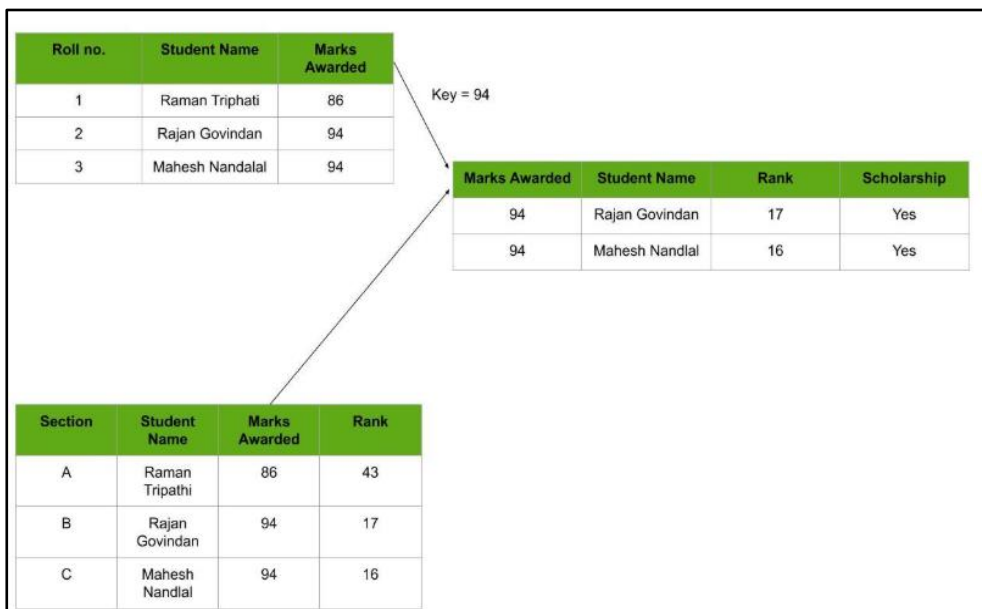 Roll no. Student Name Marks Awarded
1 Raman Triphati 86
2 Rajan Govindan 94
3 Mahesh Nandalal 94
Key = 94
Marks Awarded Student Name Rank Scholarship
94 Rajan Govindan 17 Yes
94 Mahesh Nandlal 16 Yes
Section Student Name Marks Awarded Rank
A Raman Tripathi 86 43
B Rajan Govindan 94 17
C Mahesh Nandlal 94 16